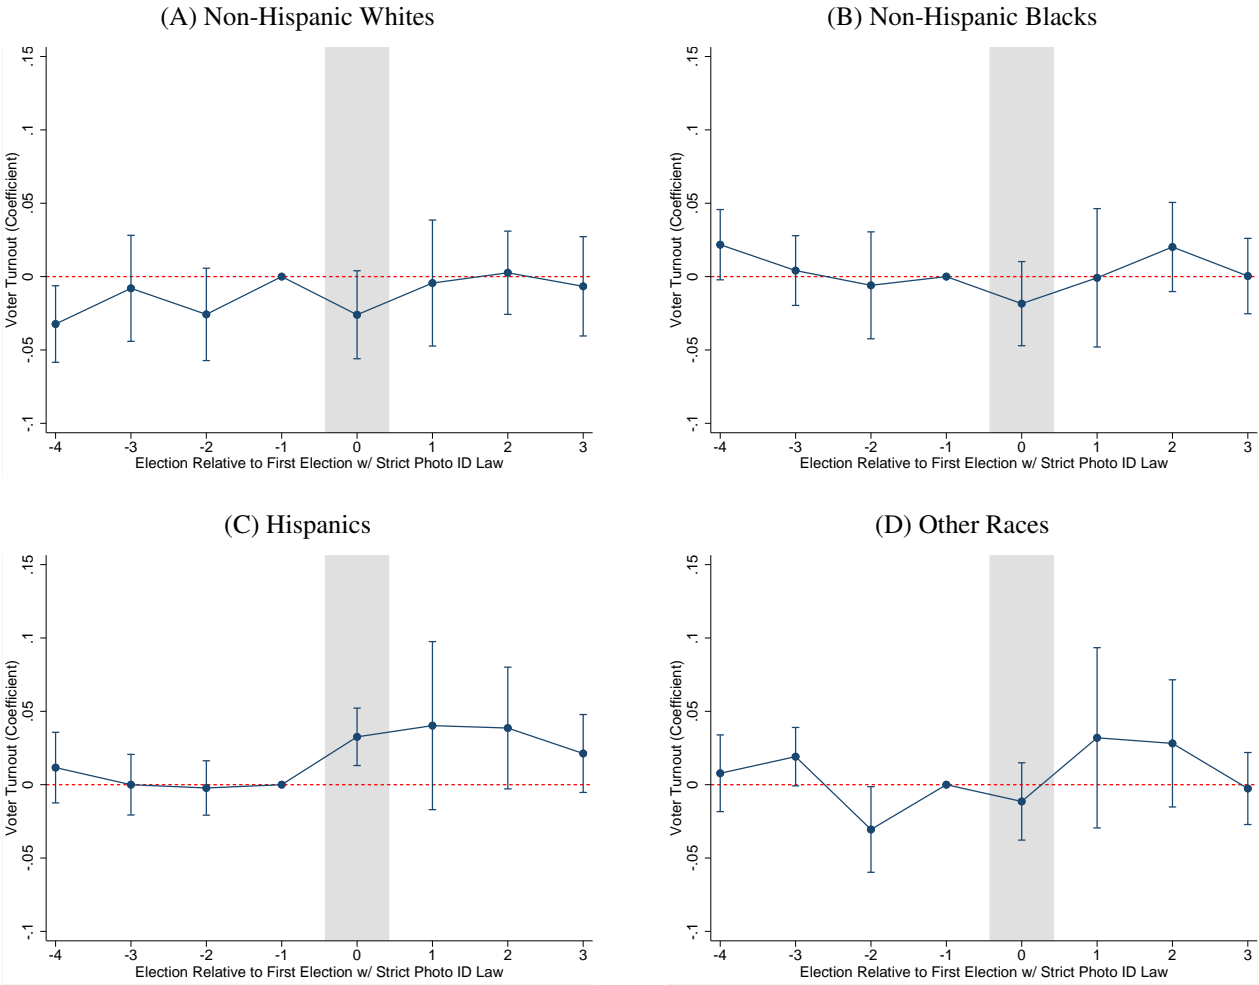 (A) Non-Hispanic Whites
Voter Turnout (Coefficient)
.15
.1
.05
0
-.05
-.1
-4 -3 -2 -1 0 1 2 3
Election Relative to First Election w/ Strict Photo ID Law
(B) Non-Hispanic Blacks
Voter Turnout (Coefficient)
.15
.1
.05
0
-.05
-.1
-4 -3 -2 -1 0 1 2 3
Election Relative to First Election w/ Strict Photo ID Law
(C) Hispanics
Voter Turnout (Coefficient)
.15
.1
.05
0
-.05
-.1
-4 -3 -2 -1 0 1 2 3
Election Relative to First Election w/ Strict Photo ID Law
(D) Other Races
Voter Turnout (Coefficient)
.15
.1
.05
0
-.05
-.1
-4 -3 -2 -1 0 1 2 3
Election Relative to First Election w/ Strict Photo ID Law